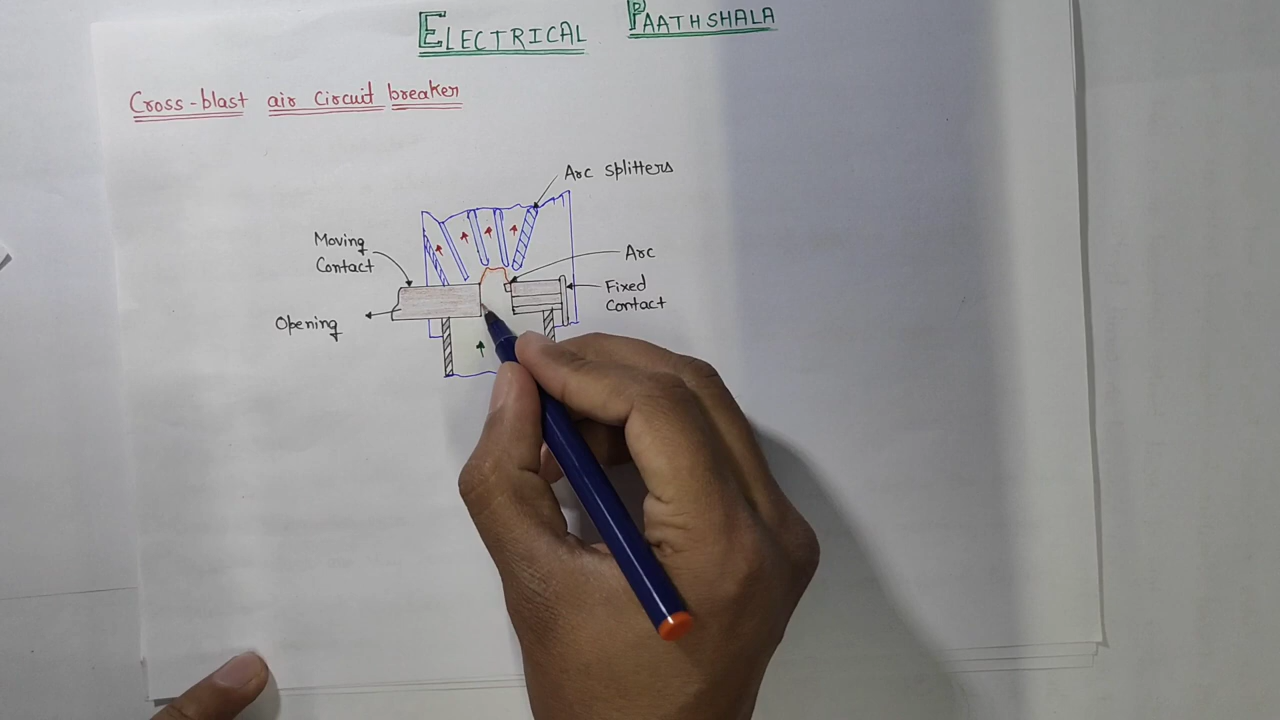 ELECTRICAL PAATHSHALA
Cross-blast air circuit breaker
Arc splitters
Moving
Contact
Arc
Fixed
Contact
Opening